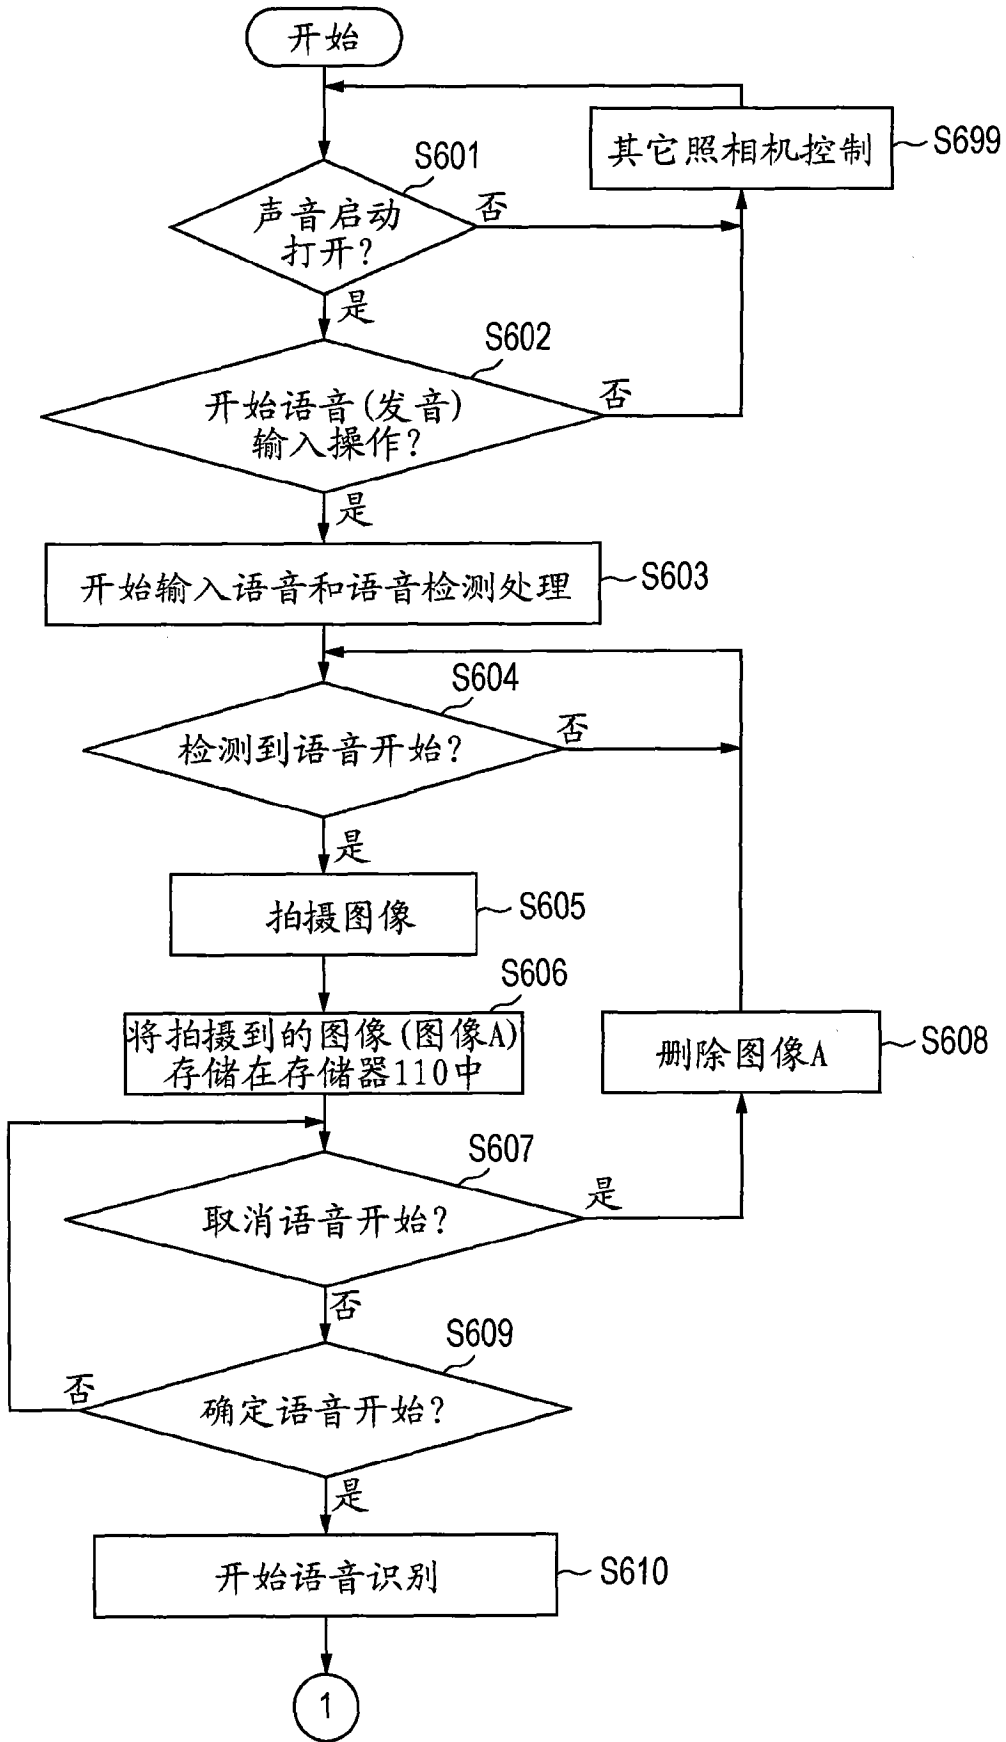 开始
其它照相机控制
S699
S601
声音启动
打开?
否
是
S602
开始语音(发音)
输入操作?
否
是
开始输入语音和语音检测处理
S603
S604
检测到语音开始?
否
是
拍摄图像
S605
S606
将拍摄到的图像(图像A)
存储在存储器110中
删除图像A
S608
S607
取消语音开始?
是
否
S609
确定语音开始?
否
是
开始语音识别
S610
1